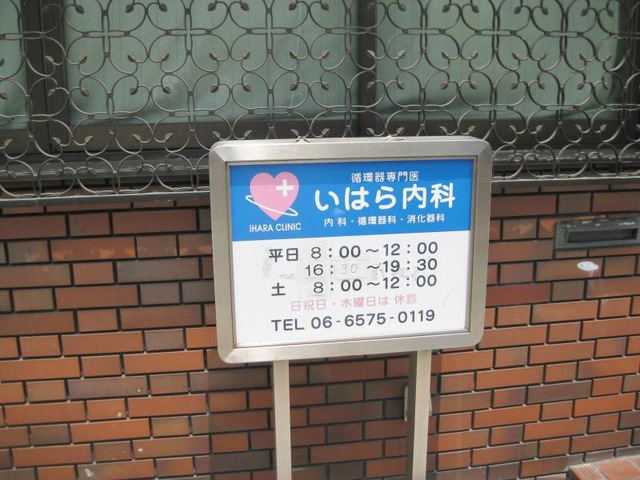 循環器専門医
いはら内科
IHARA CLINIC
内科・循環器科・消化器科
平日 8:00～12:00
16:30～19:30
土 8:00～12:00
日祝日・木曜日は 休診
TEL 06-6575-0119